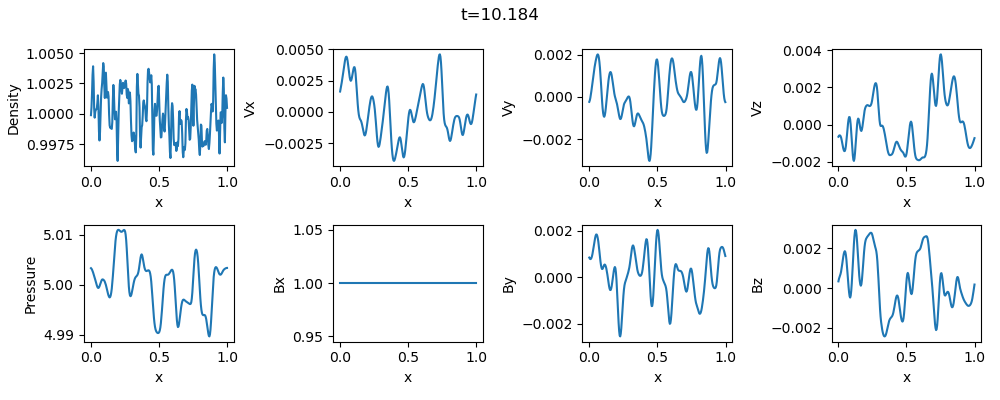 t=10.184
Density
1.0050
1.0025
1.0000
0.9975
0.0 0.5 1.0
x
Vx
0.0050
0.0025
0.0000
−0.0025
0.0 0.5 1.0
x
Vy
0.002
0.000
−0.002
0.0 0.5 1.0
x
Vz
0.004
0.002
0.000
−0.002
0.0 0.5 1.0
x
Pressure
5.01
5.00
4.99
0.0 0.5 1.0
x
Bx
1.05
1.00
0.95
0.0 0.5 1.0
x
By
0.002
0.000
−0.002
0.0 0.5 1.0
x
Bz
0.002
0.000
−0.002
0.0 0.5 1.0
x